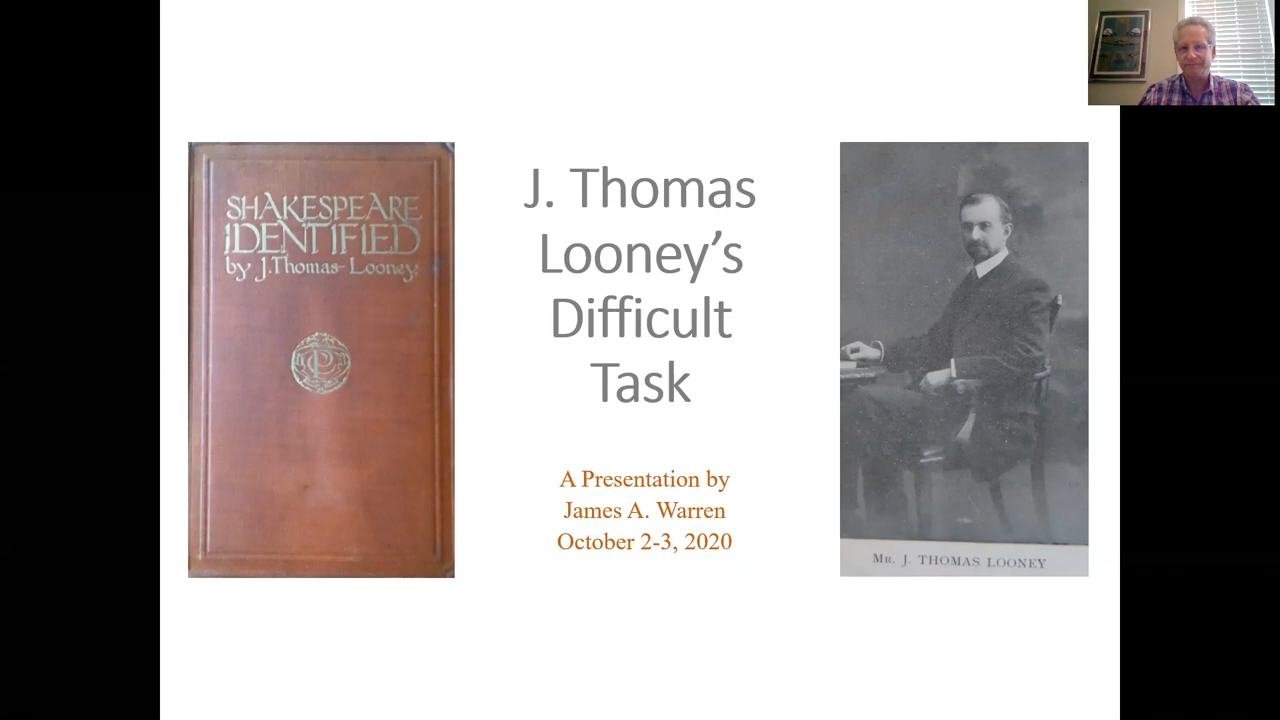 SHAKESPEARE
IDENTIFIED
by J. Thomas Looney.
J. Thomas
Looney’s
Difficult
Task
A Presentation by
James A. Warren
October 2-3, 2020
MR. J. THOMAS LOONEY